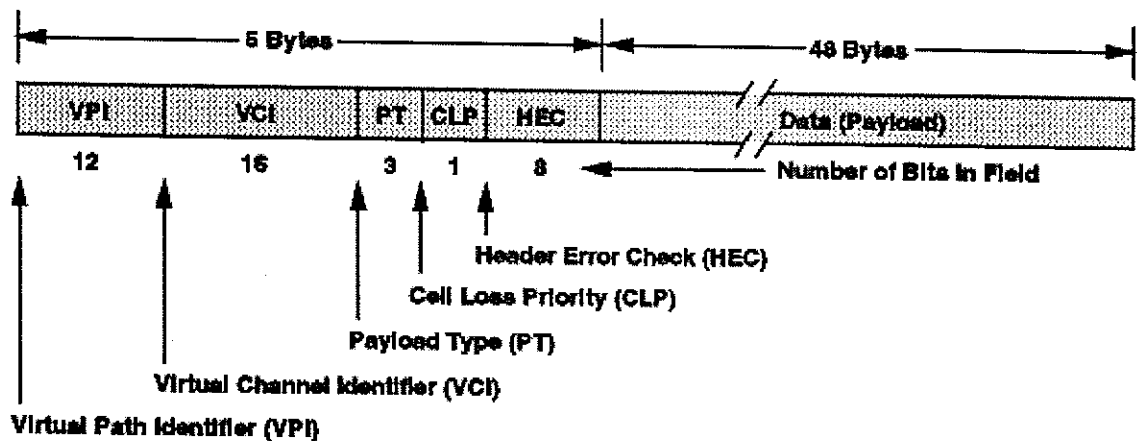 5 Bytes 48 Bytes
VPI VCI PT CLP HEC Data (Payload)
12 16 3 1 8 Number of Bits in Field
Header Error Check (HEC)
Cell Loss Priority (CLP)
Payload Type (PT)
Virtual Channel Identifier (VCI)
Virtual Path Identifier (VPI)